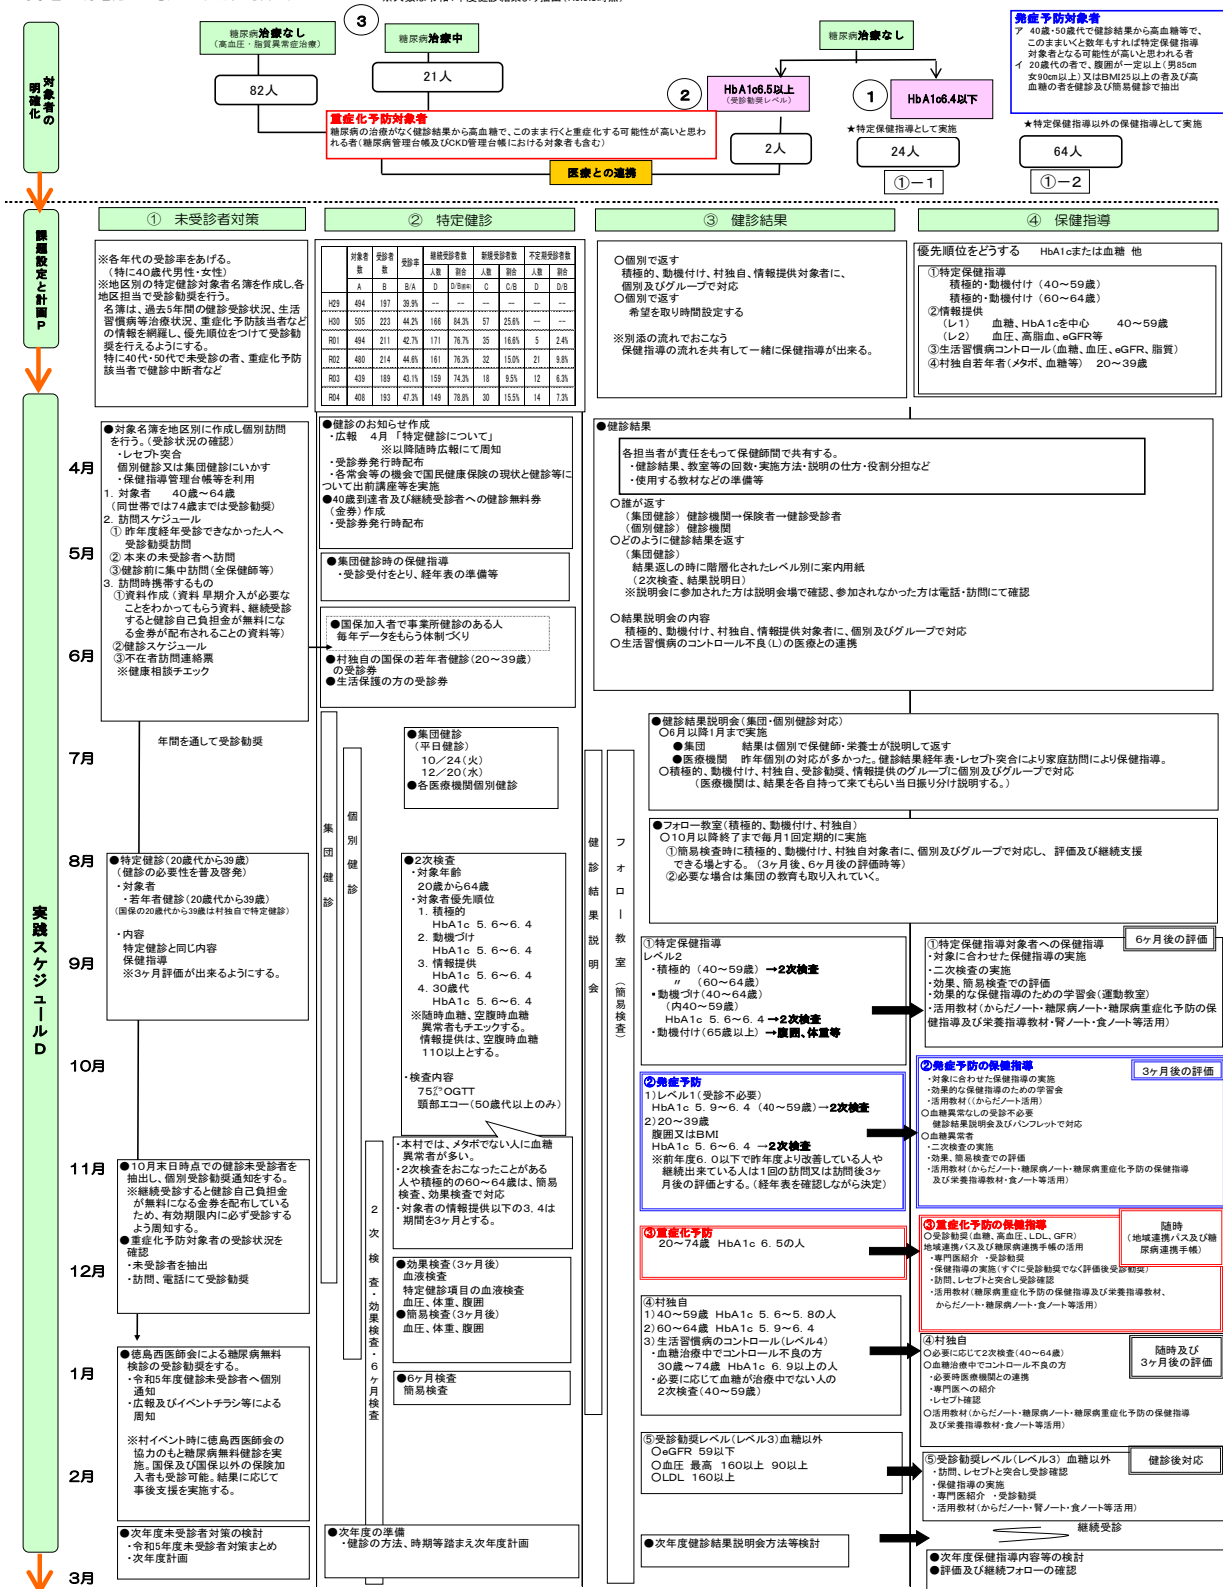 ③
糖尿病治療なし
(高血圧・脂質異常症治療)
糖尿病治療中
糖尿病治療なし
82人
21人
② HbA1c6.5以上
(受診勧奨レベル)
① HbA1c6.4以下
発症予防対象者
ア 40歳・50歳代で健診結果から高血糖等で、
このままいくと数年もすれば特定保健指導
対象者となる可能性が高いと思われる者
イ 20歳代の者で、腹囲が一定以上(男85cm
女90cm以上)又はBMI25以上の者及び高
血糖の者を健診及び簡易健診で抽出
対象者の明確化
重症化予防対象者
糖尿病の治療がなく健診結果から高血糖で、このまま行くと重症化する可能性が高いと思わ
れる者(糖尿病管理台帳及びCKD管理台帳における対象者も含む)
★特定保健指導として実施
★特定保健指導以外の保健指導として実施
2人
24人
64人
医療との連携
①-1
①-2
課題設定と計画P
① 未受診者対策
② 特定健診
③ 健診結果
④ 保健指導
※各年代の受診率をあげる。
(特に40歳代男性・女性)
※地区別の特定健診対象者名簿を作成し、各
地区担当で受診勧奨を行う。
名簿は、過去5年間の健診受診状況、生活
習慣病等治療状況、重症化予防該当者など
の情報を網羅し、優先順位をつけて受診勧
奨を行えるようにする。
特に40代・50代で未受診の者、重症化予防
該当者で健診中断者など
対象者数 受診者数 受診率 継続受診者数 新規受診者数 不定期受診者数
人数 割合 人数 割合 人数 割合
A B B/A D D/B(前年) C C/B D D/B
H29 494 197 39.9% -- -- -- -- -- --
H30 505 223 44.2% 166 84.3% 57 25.6% -- --
R01 494 211 42.7% 171 76.7% 35 16.6% 5 2.4%
R02 480 214 44.6% 161 76.3% 32 15.0% 21 9.8%
R03 439 189 43.1% 159 74.3% 18 9.5% 12 6.3%
R04 408 193 47.3% 149 78.8% 30 15.5% 14 7.3%
○個別で返す
積極的、動機付け、村独自、情報提供対象者に、
個別及びグループで対応
○個別で返す
希望を取り時間設定する
※別添の流れでおこなう
保健指導の流れを共有して一緒に保健指導が出来る。
優先順位をどうする HbA1cまたは血糖 他
①特定保健指導
積極的・動機付け(40～59歳)
積極的・動機付け(60～64歳)
②情報提供
(レ1) 血糖、HbA1cを中心 40～59歳
(レ2) 血圧、高脂血、eGFR等
③生活習慣病コントロール(血糖、血圧、eGFR、脂質)
④村独自若年者(メタボ、血糖等) 20～39歳
実践スケジュールD
4月
5月
6月
7月
8月
9月
10月
11月
12月
1月
2月
3月
●対象名簿を地区別に作成し個別訪問
を行う。(受診状況の確認)
・レセプト突合
個別健診又は集団健診にいかす
・保健指導管理台帳等を利用
1. 対象者 40歳～64歳
(同世帯では74歳までは受診勧奨)
2. 訪問スケジュール
① 昨年度経年受診できなかった人へ
受診勧奨訪問
② 本来の未受診者へ訪問
③健診前に集中訪問(全保健師等)
3. 訪問時携帯するもの
①資料作成(資料 早期介入が必要な
ことをわかってもらう資料、継続受診
すると健診自己負担金が無料にな
る金券が配布されることの資料等)
②健診スケジュール
③不在者訪問連絡票
※健康相談チェック
年間を通して受診勧奨
●特定健診(20歳代から39歳)
(健診の必要性を普及啓発)
・対象者
・若年者健診(20歳代から39歳)
(国保の20歳代から39歳は村独自で特定健診)
・内容
特定健診と同じ内容
保健指導
※3ヶ月評価が出来るようにする。
●10月末日時点での健診未受診者を
抽出し、個別受診勧奨通知をする。
※継続受診すると健診自己負担金
が無料になる金券を配布している
ため、有効期限内に必ず受診する
よう周知する。
●重症化予防対象者の受診状況を
確認
・未受診者を抽出
・訪問、電話にて受診勧奨
●徳島西医師会による糖尿病無料
検診の受診勧奨をする。
・令和5年度健診未受診者へ個別
通知
・広報及びイベントチラシ等による
周知
※村イベント時に徳島西医師会の
協力のもと糖尿病無料健診を実
施。国保及び国保以外の保険加
入者も受診可能。結果に応じて
事後支援を実施する。
●次年度未受診者対策の検討
・令和5年度未受診者対策まとめ
・次年度計画
●健診のお知らせ作成
・広報 4月 「特定健診について」
※以降随時広報にて周知
・受診券発行時配布
・各常会等の機会で国民健康保険の現状と健診等に
ついて出前講座等を実施
●40歳到達者及び継続受診者への健診無料券
(金券)作成
・受診券発行時配布
●集団健診時の保健指導
・受診受付をとり、経年表の準備等
●国保加入者で事業所健診のある人
毎年データをもらう体制づくり
●村独自の国保の若年者健診(20～39歳)
の受診券
●生活保護の方の受診券
集団健診
個別健診
●集団健診
(平日健診)
10／24(火)
12／20(水)
●各医療機関個別健診
●2次検査
・対象年齢
20歳から64歳
・対象者優先順位
1. 積極的
HbA1c 5.6～6.4
2. 動機づけ
HbA1c 5.6～6.4
3. 情報提供
HbA1c 5.6～6.4
4. 30歳代
HbA1c 5.6～6.4
※随時血糖、空腹時血糖
異常者もチェックする。
情報提供は、空腹時血糖
110以上とする。
・検査内容
75㌘OGTT
頸部エコー(50歳代以上のみ)
・本村では、メタボでない人に血糖
異常者が多い。
・2次検査をおこなったことがある
人や積極的の60～64歳は、簡易
検査、効果検査で対応
・対象者の情報提供以下の3.4は
期間を3ヶ月とする。
2次検査・効果検査・6ヶ月検査
●効果検査(3ヶ月後)
血液検査
特定健診項目の血液検査
血圧、体重、腹囲
●簡易検査(3ヶ月後)
血圧、体重、腹囲
●6ヶ月検査
簡易検査
●次年度の準備
・健診の方法、時期等踏まえ次年度計画
●健診結果
各担当者が責任をもって保健師間で共有する。
・健診結果、教室等の回数・実施方法・説明の仕方・役割分担など
・使用する教材などの準備等
○誰が返す
(集団健診) 健診機関→保険者→健診受診者
(個別健診) 健診機関
○どのように健診結果を返す
(集団健診)
結果返しの時に階層化されたレベル別に案内用紙
(2次検査、結果説明日)
※説明会に参加された方は説明会場で確認、参加されなかった方は電話・訪問にて確認
○結果説明会の内容
積極的、動機付け、村独自、情報提供対象者に、個別及びグループで対応
○生活習慣病のコントロール不良(L)の医療との連携
健診結果説明会
フォロー教室(簡易検査)
●健診結果説明会(集団・個別健診対応)
○6月以降1月まで実施
●集団 結果は個別で保健師・栄養士が説明して返す
●医療機関 昨年個別の対応が多かった。健診結果経年表・レセプト突合により家庭訪問により保健指導。
○積極的、動機付け、村独自、受診勧奨、情報提供のグループに個別及びグループで対応
(医療機関は、結果を各自持って来てもらい当日振り分け説明する。)
●フォロー教室(積極的、動機付け、村独自)
○10月以降終了まで毎月1回定期的に実施
①簡易検査時に積極的、動機付け、村独自対象者に、個別及びグループで対応し、評価及び継続支援
できる場とする。(3ヶ月後、6ヶ月後の評価時等)
②必要な場合は集団の教育も取り入れていく。
①特定保健指導
レベル2
・積極的(40～59歳) →2次検査
〃 (60～64歳)
・動機づけ(40～64歳)
(内40～59歳)
HbA1c 5.6～6.4 →2次検査
・動機付け(65歳以上) →腹囲、体重等
②発症予防
1)レベル1(受診不必要)
HbA1c 5.9～6.4 (40～59歳)→2次検査
2)20～39歳
腹囲又はBMI
HbA1c 5.6～6.4 →2次検査
※前年度6.0以下で昨年度より改善している人や
継続出来ている人は1回の訪問又は訪問後3ヶ
月後の評価とする。(経年表を確認しながら決定)
③重症化予防
20～74歳 HbA1c 6.5の人
④村独自
1)40～59歳 HbA1c 5.6～5.8の人
2)60～64歳 HbA1c 5.9～6.4
3)生活習慣病のコントロール(レベル4)
・血糖治療中でコントロール不良の方
30歳～74歳 HbA1c 6.9以上の人
・必要に応じて血糖が治療中でない人の
2次検査(40～59歳)
⑤受診勧奨レベル(レベル3)血糖以外
○eGFR 59以下
○血圧 最高 160以上 90以上
○LDL 160以上
●次年度健診結果説明会方法等検討
6ヶ月後の評価
①特定保健指導対象者への保健指導
・対象に合わせた保健指導の実施
・二次検査の実施
・効果、簡易検査での評価
・効果的な保健指導のための学習会(運動教室)
・活用教材(からだノート・糖尿病ノート・糖尿病重症化予防の保
健指導及び栄養指導教材・腎ノート・食ノート等活用)
3ヶ月後の評価
②発症予防の保健指導
・対象に合わせた保健指導の実施
・効果的な保健指導のための学習会
・活用教材((からだノート活用)
○血糖異常なしの受診不必要
健診結果説明会及びパンフレットで対応
○血糖異常者
・二次検査の実施
・効果、簡易検査での評価
・活用教材(からだノート・糖尿病ノート・糖尿病重症化予防の保健指導
及び栄養指導教材・食ノート等活用)
随時
(地域連携パス及び糖
尿病連携手帳)
③重症化予防の保健指導
○受診勧奨(血糖、高血圧、LDL、GFR)
地域連携パス及び糖尿病連携手帳の活用
・専門医紹介 ・受診勧奨
・保健指導の実施(すぐに受診勧奨でなく評価後受診勧奨)
・訪問、レセプトと突合し受診確認
・活用教材(糖尿病重症化予防の保健指導及び栄養指導教材、
からだノート・糖尿病ノート・食ノート等活用)
随時及び
3ヶ月後の評価
④村独自
○必要に応じて2次検査(40～64歳)
○血糖治療中でコントロール不良の方
・必要時医療機関との連携
・専門医への紹介
・レセプト確認
○活用教材(からだノート・糖尿病ノート・糖尿病重症化予防の保健指導
及び栄養指導教材・食ノート等活用)
健診後対応
⑤受診勧奨レベル(レベル3) 血糖以外
・訪問、レセプトと突合し受診確認
・保健指導の実施
・専門医紹介 ・受診勧奨
・活用教材(からだノート・腎ノート・食ノート等活用)
継続受診
●次年度保健指導内容等の検討
●評価及び継続フォローの確認